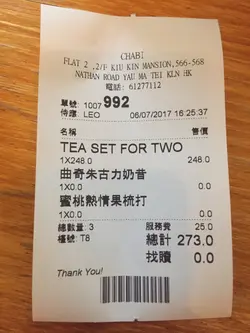 CHABI
FLAT 2 ,2/F KIU KIN MANSION,566-568
NATHAN ROAD YAU MA TEI KLN HK
電話: 61277112
單號: 1007 992
侍應: LEO 06/07/2017 16:25:37
名稱 售價
TEA SET FOR TWO
1X248.0 248.0
曲奇朱古力奶昔
1X0.0 0.0
蜜桃熱情果梳打
1X0.0 0.0
總數量: 3 服務費 25.0
檯號: T8 總計 273.0
找贖 0.0
Thank You!